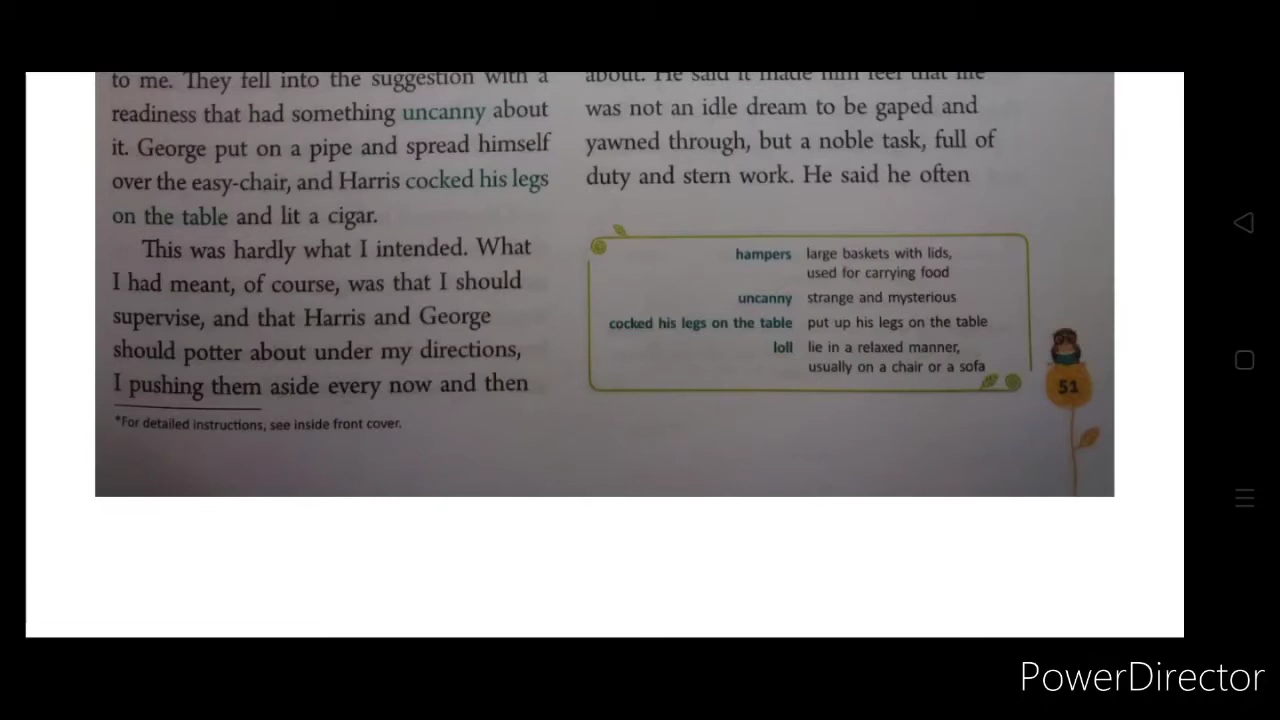 to me. They fell into the suggestion with a
readiness that had something uncanny about
it. George put on a pipe and spread himself
over the easy-chair, and Harris cocked his legs
on the table and lit a cigar.
This was hardly what I intended. What
I had meant, of course, was that I should
supervise, and that Harris and George
should potter about under my directions,
I pushing them aside every now and then
*For detailed instructions, see inside front cover.
about. He said it made him feel that life
was not an idle dream to be gaped and
yawned through, but a noble task, full of
duty and stern work. He said he often
hampers large baskets with lids,
used for carrying food
uncanny strange and mysterious
cocked his legs on the table put up his legs on the table
loll lie in a relaxed manner,
usually on a chair or a sofa
51
PowerDirector